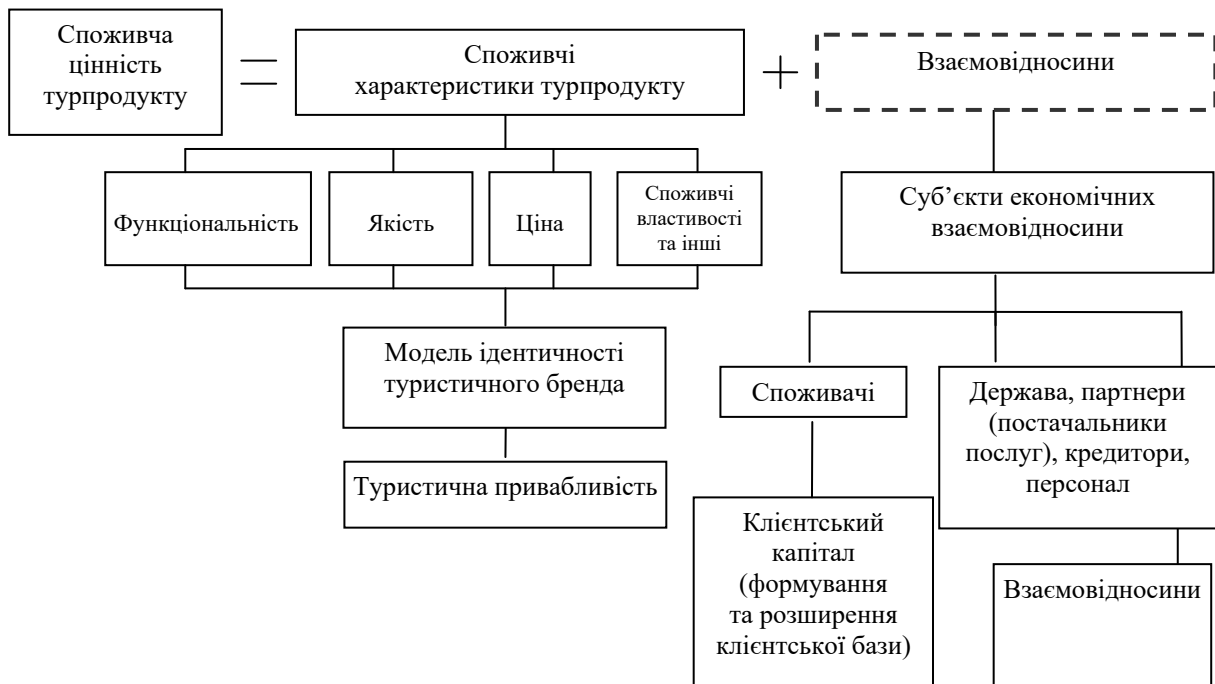 Споживча
цінність
турпродукту
=
Споживчі
характеристики турпродукту
+
Взаємовідносини
Функціональність
Якість
Ціна
Споживчі
властивості
та інші
Суб’єкти економічних
взаємовідносини
Модель ідентичності
туристичного бренда
Туристична привабливість
Споживачі
Держава, партнери
(постачальники
послуг), кредитори,
персонал
Клієнтський
капітал
(формування
та розширення
клієнтської бази)
Взаємовідносини